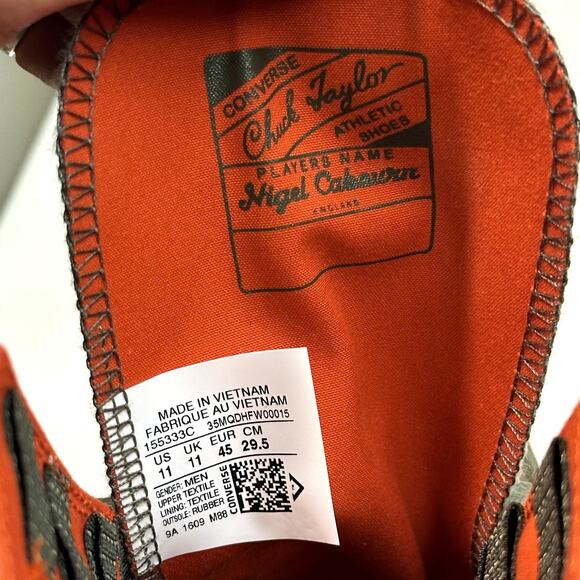 CONVERSE
Chuck Taylor
ATHLETIC
SHOES
PLAYERS NAME
Nigel Cabourn
ENGLAND
MADE IN VIETNAM
FABRIQUE AU VIETNAM
155333C 35MQDHFW00015
US UK EUR CM
11 11 45 29.5
GENDER: MEN
UPPER: TEXTILE
LINING: TEXTILE
OUTSOLE: RUBBER
9A 1609 M88
CONVERSE